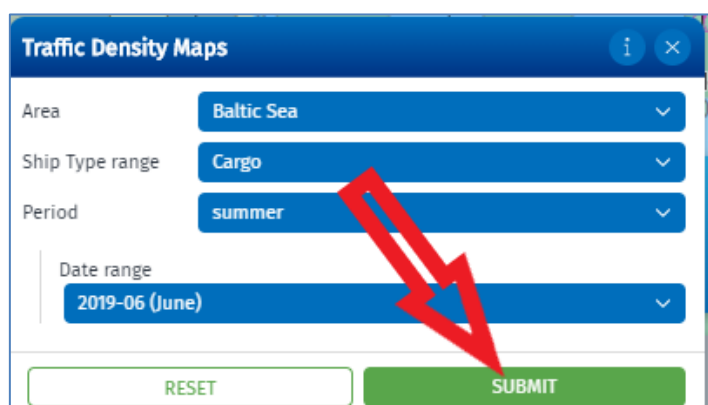 Traffic Density Maps
i
Area Baltic Sea
Ship Type range Cargo
Period summer
Date range
2019-06 (June)
RESET SUBMIT